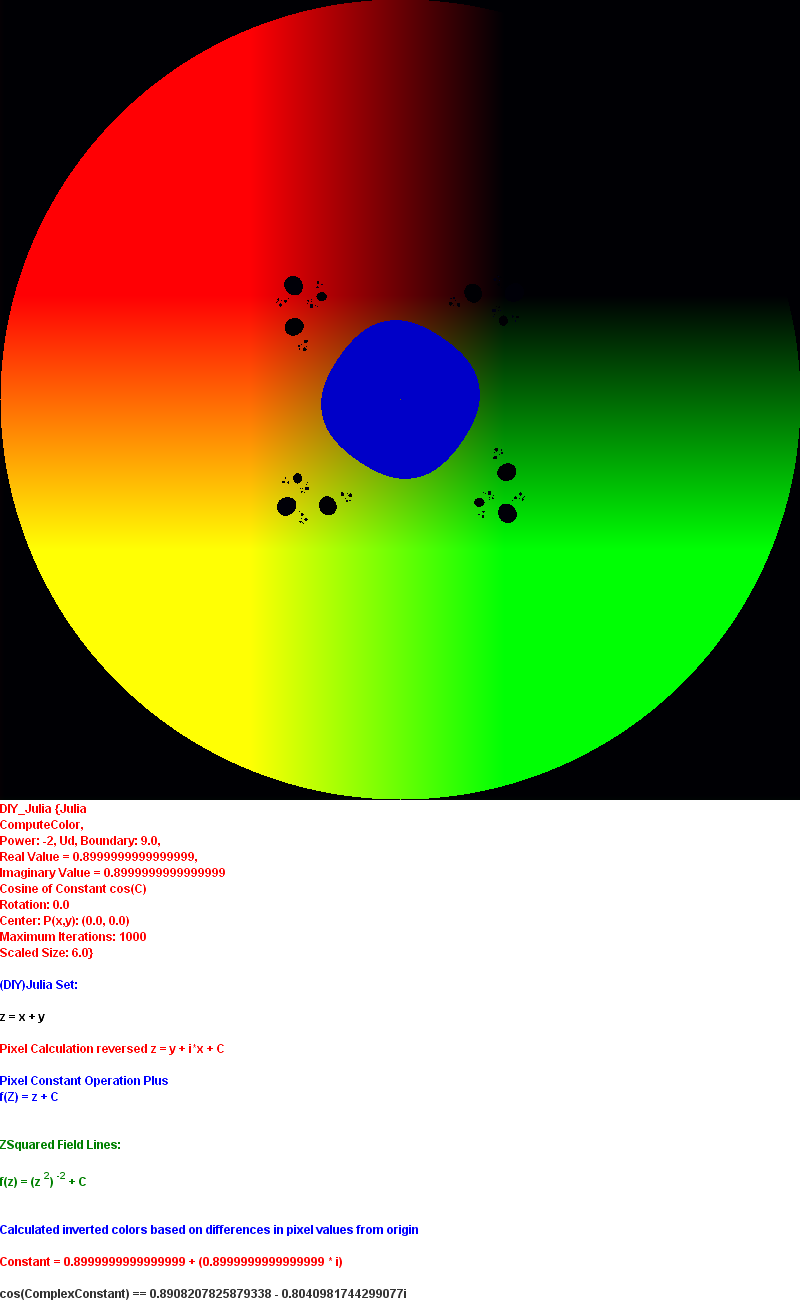 DIY_Julia {Julia
ComputeColor,
Power: -2, Ud, Boundary: 9.0,
Real Value = 0.8999999999999999,
Imaginary Value = 0.8999999999999999
Cosine of Constant cos(C)
Rotation: 0.0
Center: P(x,y): (0.0, 0.0)
Maximum Iterations: 1000
Scaled Size: 6.0}
(DIY)Julia Set:
z = x + y
Pixel Calculation reversed z = y + i*x + C
Pixel Constant Operation Plus
f(Z) = z + C
ZSquared Field Lines:
f(z) = (z 2) -2 + C
Calculated inverted colors based on differences in pixel values from origin
Constant = 0.8999999999999999 + (0.8999999999999999 * i)
cos(ComplexConstant) == 0.8908207825879338 - 0.8040981744299077i